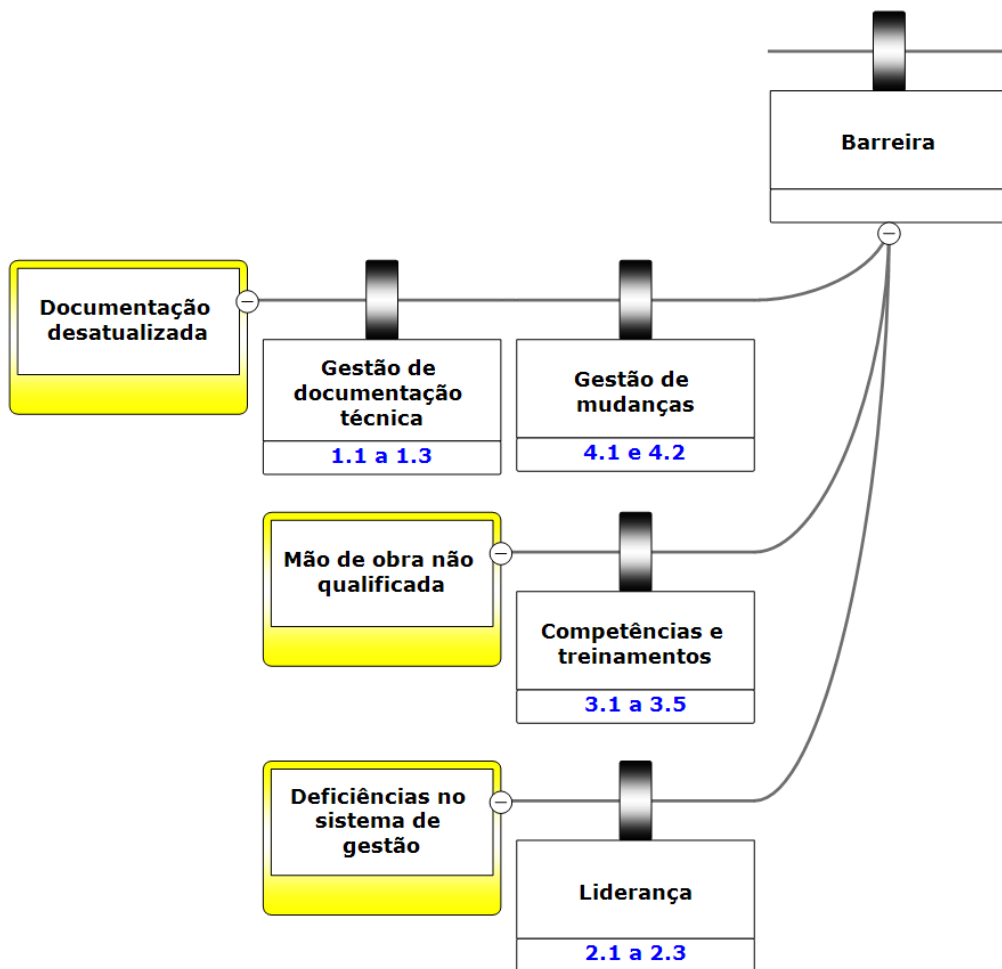 Barreira
Documentação
desatualizada
Gestão de
documentação
técnica
1.1 a 1.3
Gestão de
mudanças
4.1 e 4.2
Mão de obra não
qualificada
Competências e
treinamentos
3.1 a 3.5
Deficiências no
sistema de
gestão
Liderança
2.1 a 2.3